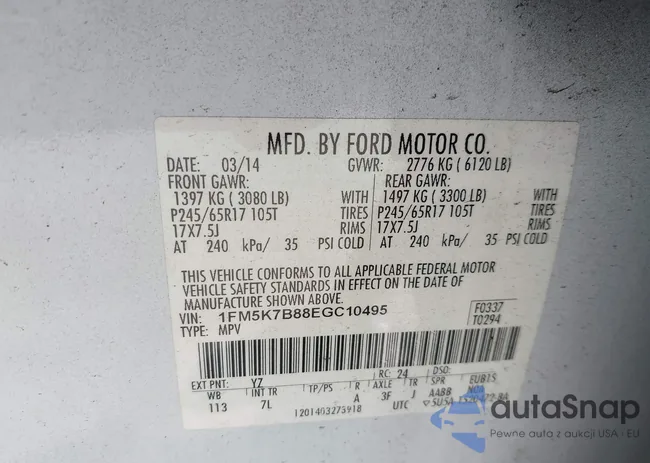 MFD. BY FORD MOTOR CO.
DATE: 03/14 GVWR: 2776 KG ( 6120 LB)
FRONT GAWR: REAR GAWR:
1397 KG ( 3080 LB) WITH 1497 KG ( 3300 LB) WITH
P245/65R17 105T TIRES P245/65R17 105T TIRES
17X7.5J RIMS 17X7.5J RIMS
AT 240 kPa/ 35 PSI COLD AT 240 kPa/ 35 PSI COLD
THIS VEHICLE CONFORMS TO ALL APPLICABLE FEDERAL MOTOR
VEHICLE SAFETY STANDARDS IN EFFECT ON THE DATE OF
MANUFACTURE SHOWN ABOVE.
VIN: 1FM5K7B88EGC10495 F0337
TYPE: MPV T0294
EXT PNT: YZ RC: 24 DSO:
WB INT TR TP/PS R AXLE TR SPR EUB15
113 7L A 3F J AABB
1201403275918 UTC
autoSnap
Pewne auta z aukcji USA - EU